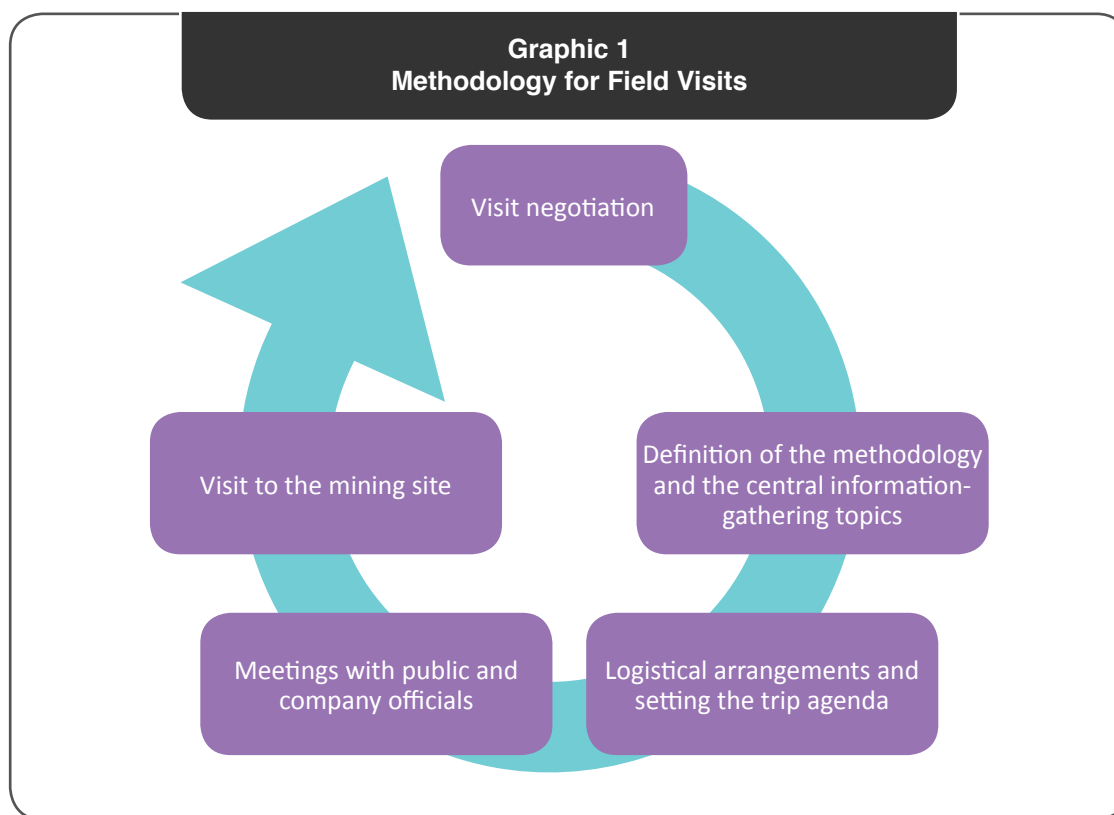 Graphic 1
Methodology for Field Visits
Visit negotiation
Definition of the methodology
and the central information-
gathering topics
Logistical arrangements and
setting the trip agenda
Meetings with public and
company officials
Visit to the mining site